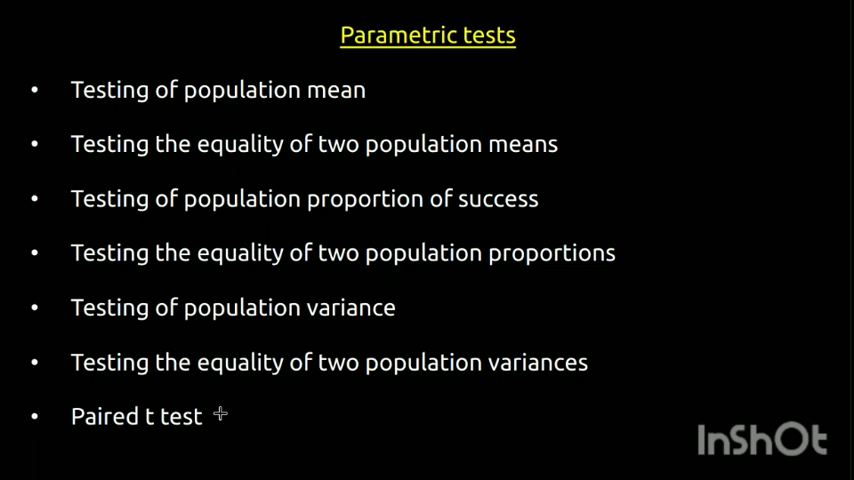 Parametric tests
• Testing of population mean
• Testing the equality of two population means
• Testing of population proportion of success
• Testing the equality of two population proportions
• Testing of population variance
• Testing the equality of two population variances
• Paired t test
InShOt